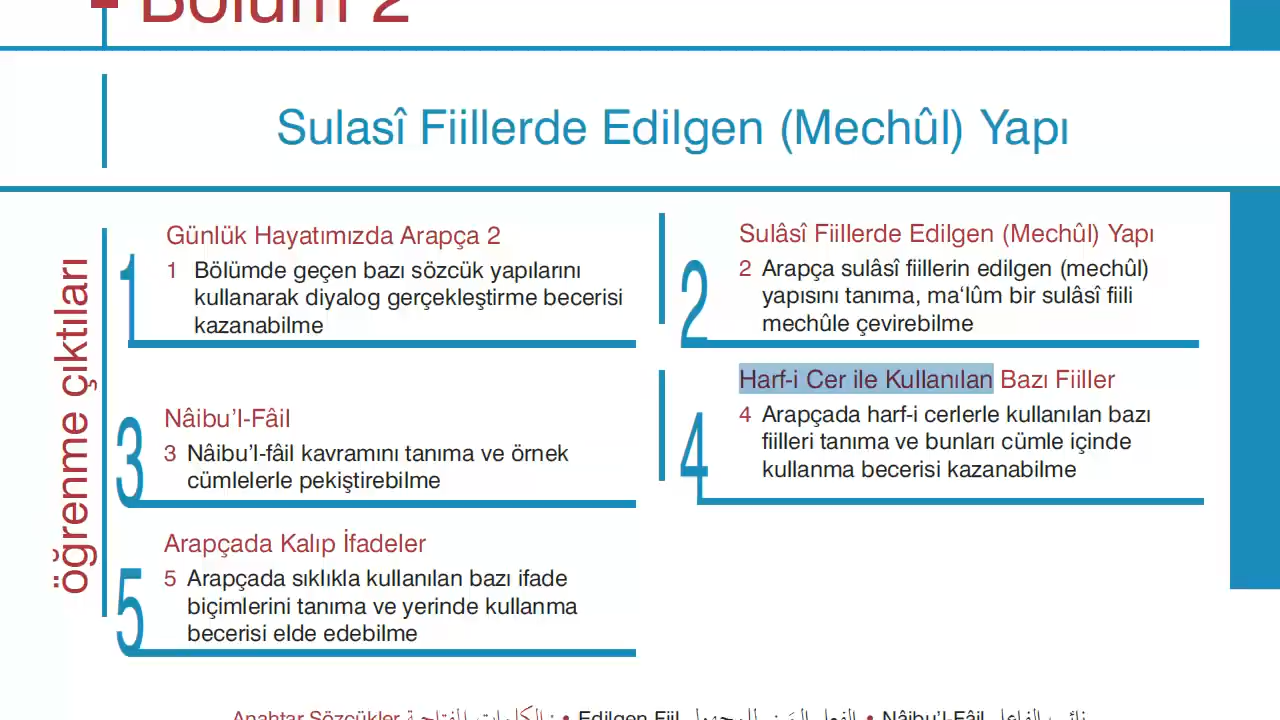 Bölüm 2
Sulasî Fiillerde Edilgen (Mechûl) Yapı
öğrenme çıktıları
1
Günlük Hayatımızda Arapça 2
1 Bölümde geçen bazı sözcük yapılarını
kullanarak diyalog gerçekleştirme becerisi
kazanabilme
2
Sulâsî Fiillerde Edilgen (Mechûl) Yapı
2 Arapça sulâsî fiillerin edilgen (mechûl)
yapısını tanıma, ma‘lûm bir sulâsî fiili
mechûle çevirebilme
3
Nâibu’l-Fâil
3 Nâibu’l-fâil kavramını tanıma ve örnek
cümlelerle pekiştirebilme
4
Harf-i Cer ile Kullanılan Bazı Fiiller
4 Arapçada harf-i cerlerle kullanılan bazı
fiilleri tanıma ve bunları cümle içinde
kullanma becerisi kazanabilme
5
Arapçada Kalıp İfadeler
5 Arapçada sıklıkla kullanılan bazı ifade
biçimlerini tanıma ve yerinde kullanma
becerisi elde edebilme
Anahtar Sözcükler الكلمات المفتاحية : • Edilgen Fiil الفعل المبني للمجهول • Nâibu’l-Fâil نائب الفاعل